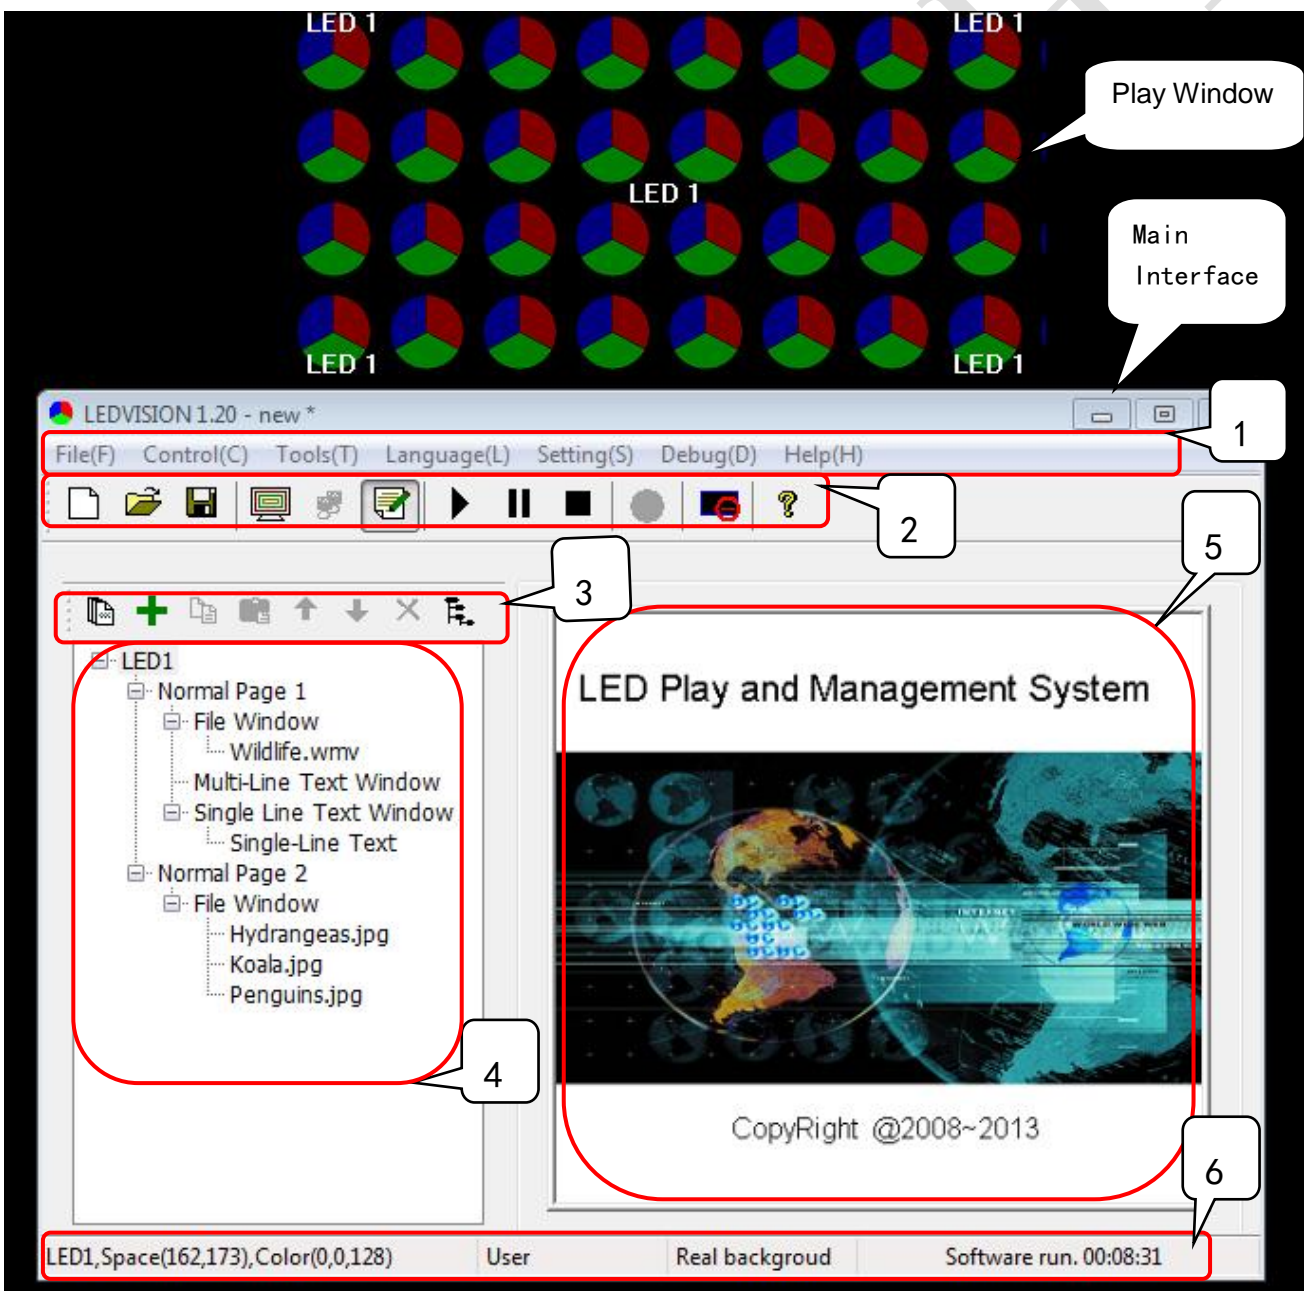 LED 1
LED 1
Play Window
LED 1
Main
Interface
LED 1
LED 1
LEDVISION 1.20 - new *
1
File(F) Control(C) Tools(T) Language(L) Setting(S) Debug(D) Help(H)
2
5
3
LED1
Normal Page 1
File Window
Wildlife.wmv
Multi-Line Text Window
Single Line Text Window
Single-Line Text
Normal Page 2
File Window
Hydrangeas.jpg
Koala.jpg
Penguins.jpg
4
LED Play and Management System
INTERNET
WORLD WIDE WEB
CopyRight @2008~2013
6
LED1,Space(162,173),Color(0,0,128) User Real backgroud Software run. 00:08:31